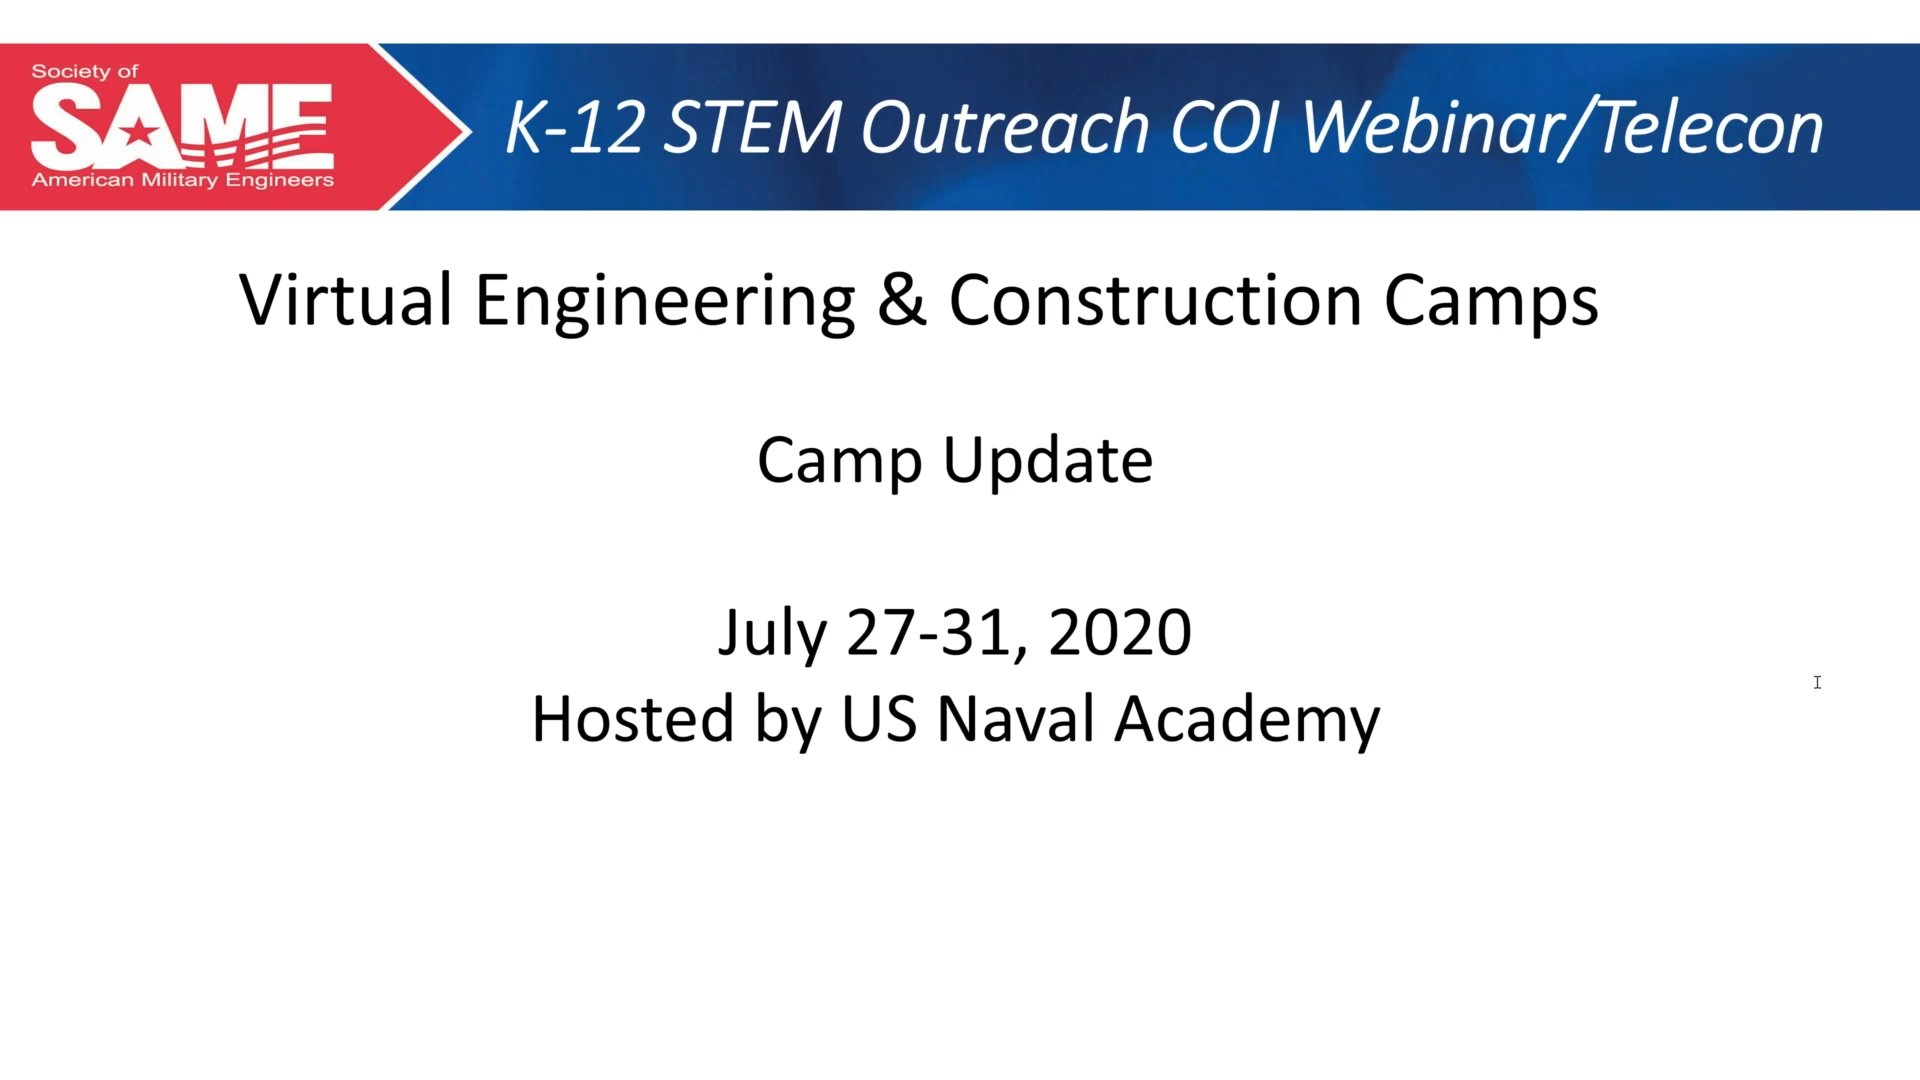 Society of
SAME
American Military Engineers
K-12 STEM Outreach COI Webinar/Telecon
Virtual Engineering & Construction Camps
Camp Update
July 27-31, 2020
Hosted by US Naval Academy